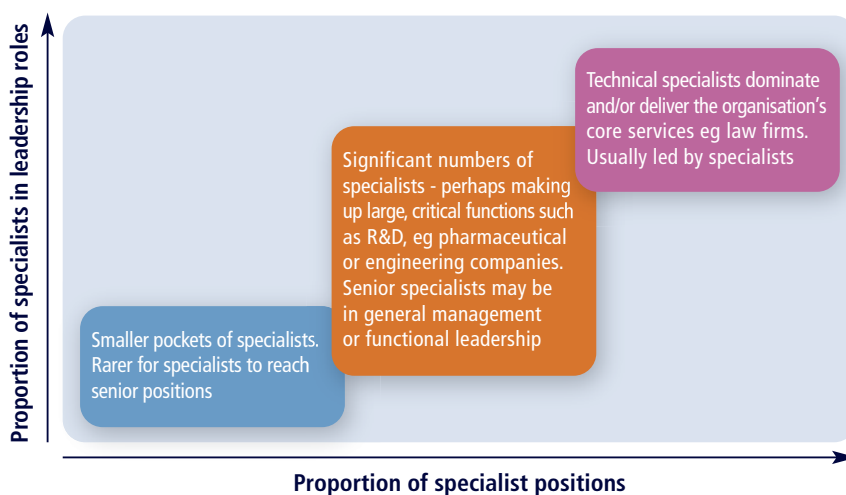 Proportion of specialists in leadership roles
Technical specialists dominate
and/or deliver the organisation's
core services eg law firms.
Usually led by specialists
Significant numbers of
specialists - perhaps making
up large, critical functions such
as R&D, eg pharmaceutical
or engineering companies.
Senior specialists may be
in general management
or functional leadership
Smaller pockets of specialists.
Rarer for specialists to reach
senior positions
Proportion of specialist positions